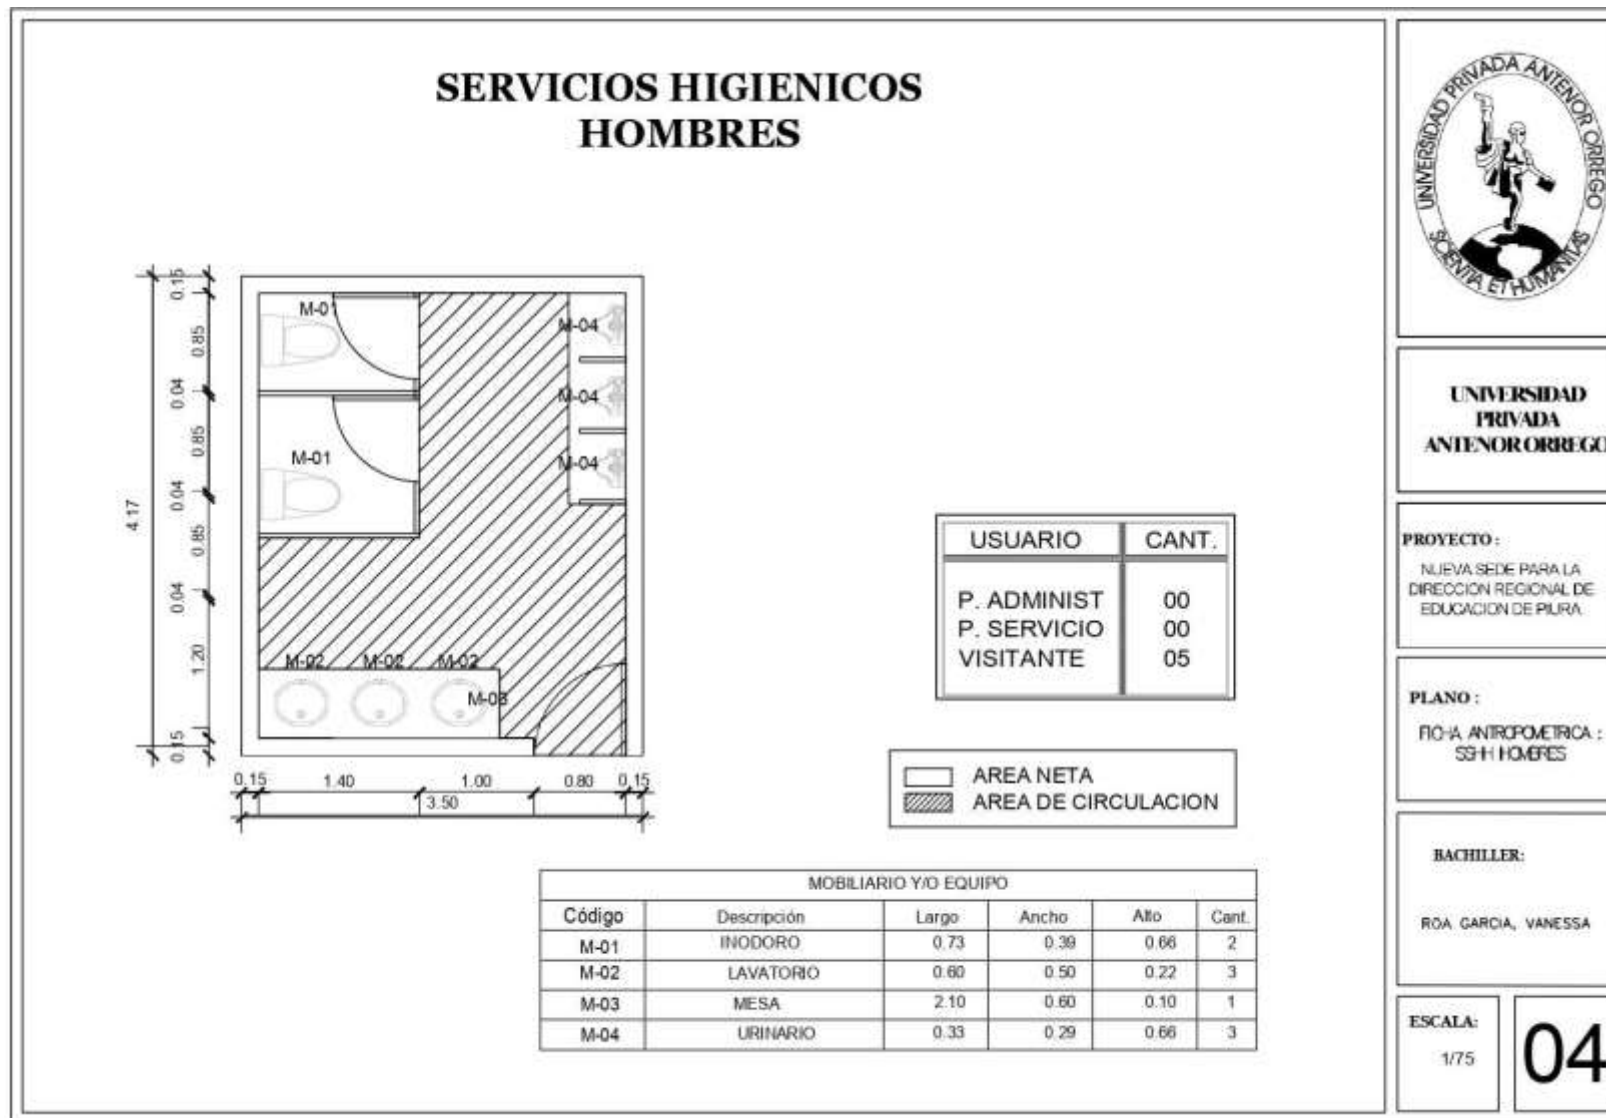 SERVICIOS HIGIENICOS
HOMBRES
0.15
0.85
0.04
0.85
0.04
0.85
0.04
1.20
0.15
4.17
M-01
M-01
M-04
M-04
M-04
M-02 M-02 M-02
M-03
0.15 1.40 1.00 0.80 0.15
3.50
USUARIO CANT.
P. ADMINIST 00
P. SERVICIO 00
VISITANTE 05
AREA NETA
AREA DE CIRCULACION
MOBILIARIO Y/O EQUIPO
Código Descripción Largo Ancho Alto Cant.
M-01 INODORO 0.73 0.39 0.66 2
M-02 LAVATORIO 0.60 0.50 0.22 3
M-03 MESA 2.10 0.60 0.10 1
M-04 URINARIO 0.33 0.29 0.66 3
UNIVERSIDAD PRIVADA ANTENOR ORREGO
SCIENTIA ET HUMANITAS
UNIVERSIDAD
PRIVADA
ANTENOR ORREGO
PROYECTO :
NUEVA SEDE PARA LA
DIRECCION REGIONAL DE
EDUCACION DE PIURA
PLANO :
FICHA ANTROPOMETRICA :
SSHH HOMBRES
BACHILLER:
ROA GARCIA, VANESSA
ESCALA:
1/75
04